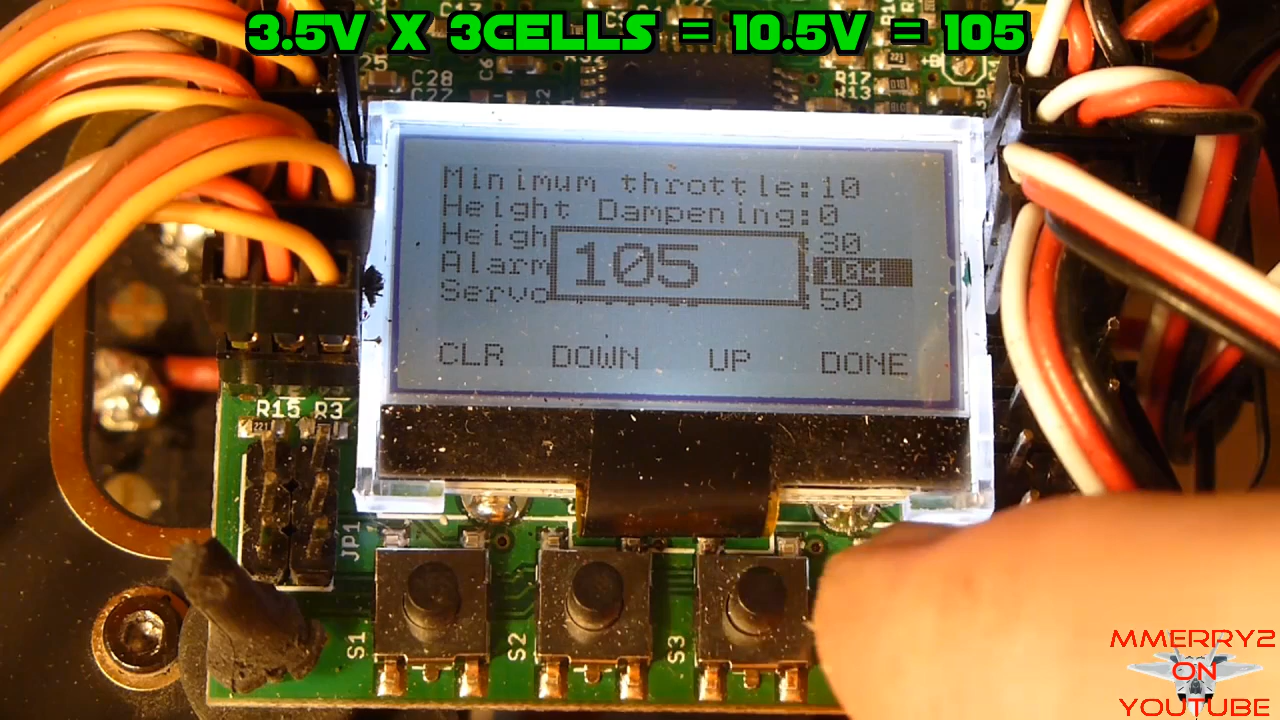 3.5V X 3CELLS = 10.5V = 105
C28
C27
R17
R13
Minimum throttle:10
Height Dampening:0
Heigh
:30
Alarm
105
:104
Servo
:50
CLR DOWN UP DONE
R15 R3
JP1
S1
S2
S3
MMERRY2
ON
YOUTUBE